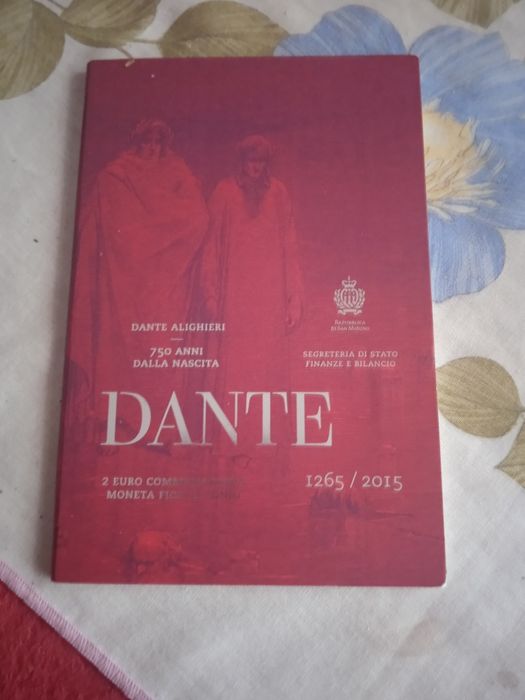 DANTE ALIGHIERI
750 ANNI
DALLA NASCITA
REPUBBLICA
DI SAN MARINO
SEGRETERIA DI STATO
FINANZE E BILANCIO
DANTE
2 EURO
MONETA
1265 / 2015